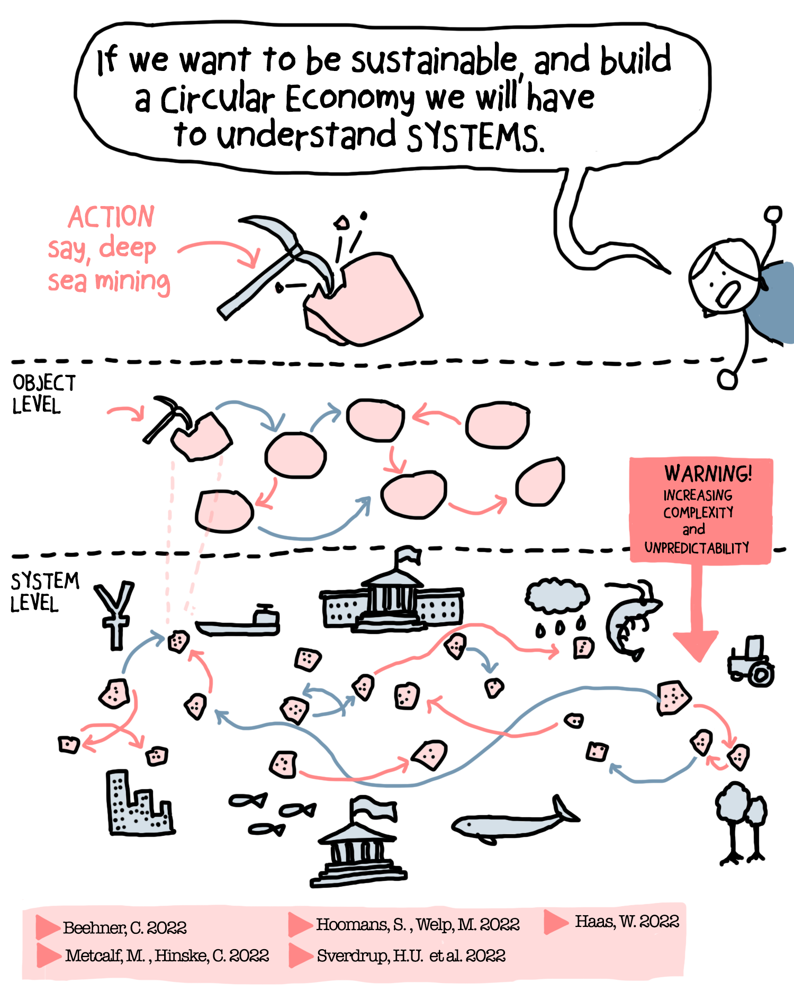 If we want to be sustainable, and build
a Circular Economy we will have
to understand SYSTEMS.
ACTION
say, deep
sea mining
OBJECT
LEVEL
WARNING!
INCREASING
COMPLEXITY
and
UNPREDICTABILITY
SYSTEM
LEVEL
Beehner, C. 2022
Hoomans, S. , Welp, M. 2022
Haas, W. 2022
Metcalf, M. , Hinske, C. 2022
Sverdrup, H.U. et al. 2022